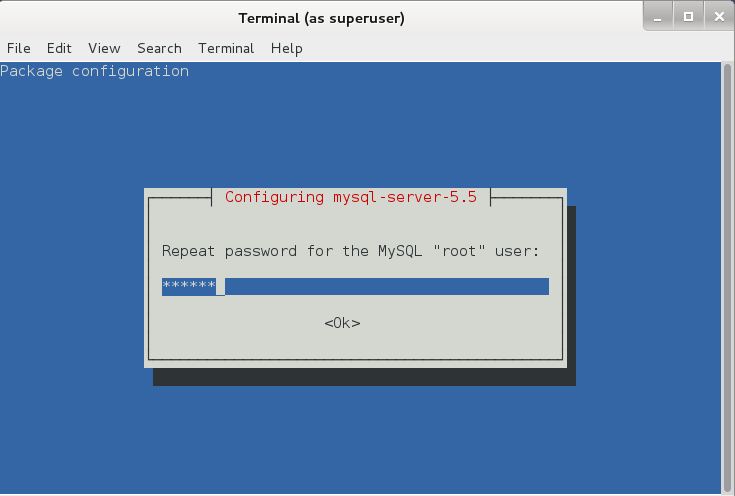 Terminal (as superuser)
File Edit View Search Terminal Help
Package configuration
Configuring mysql-server-5.5
Repeat password for the MySQL "root" user:
******_
<Ok>